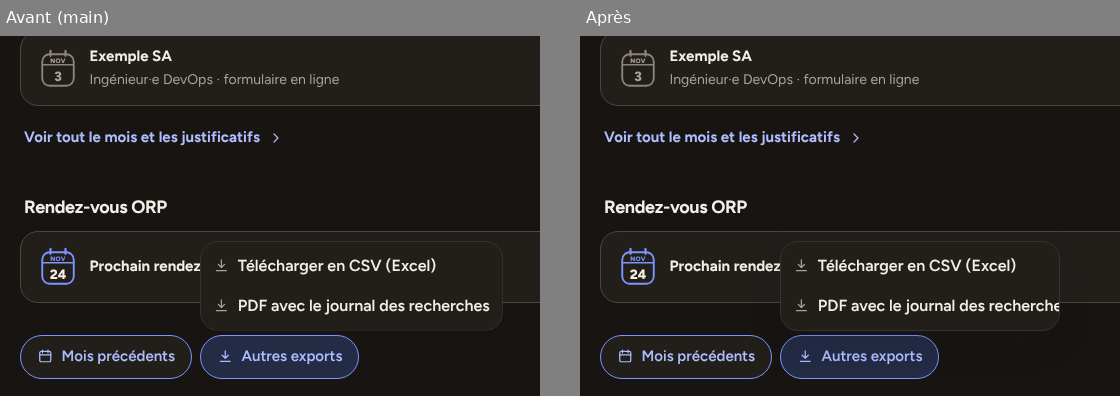 Avant (main)
NOV
3
Exemple SA
Ingénieur·e DevOps · formulaire en ligne
Voir tout le mois et les justificatifs
Rendez-vous ORP
NOV
24
Prochain rendez
Télécharger en CSV (Excel)
PDF avec le journal des recherches
Mois précédents
Autres exports
Après
NOV
3
Exemple SA
Ingénieur·e DevOps · formulaire en ligne
Voir tout le mois et les justificatifs
Rendez-vous ORP
NOV
24
Prochain rendez
Télécharger en CSV (Excel)
PDF avec le journal des recherche
Mois précédents
Autres exports